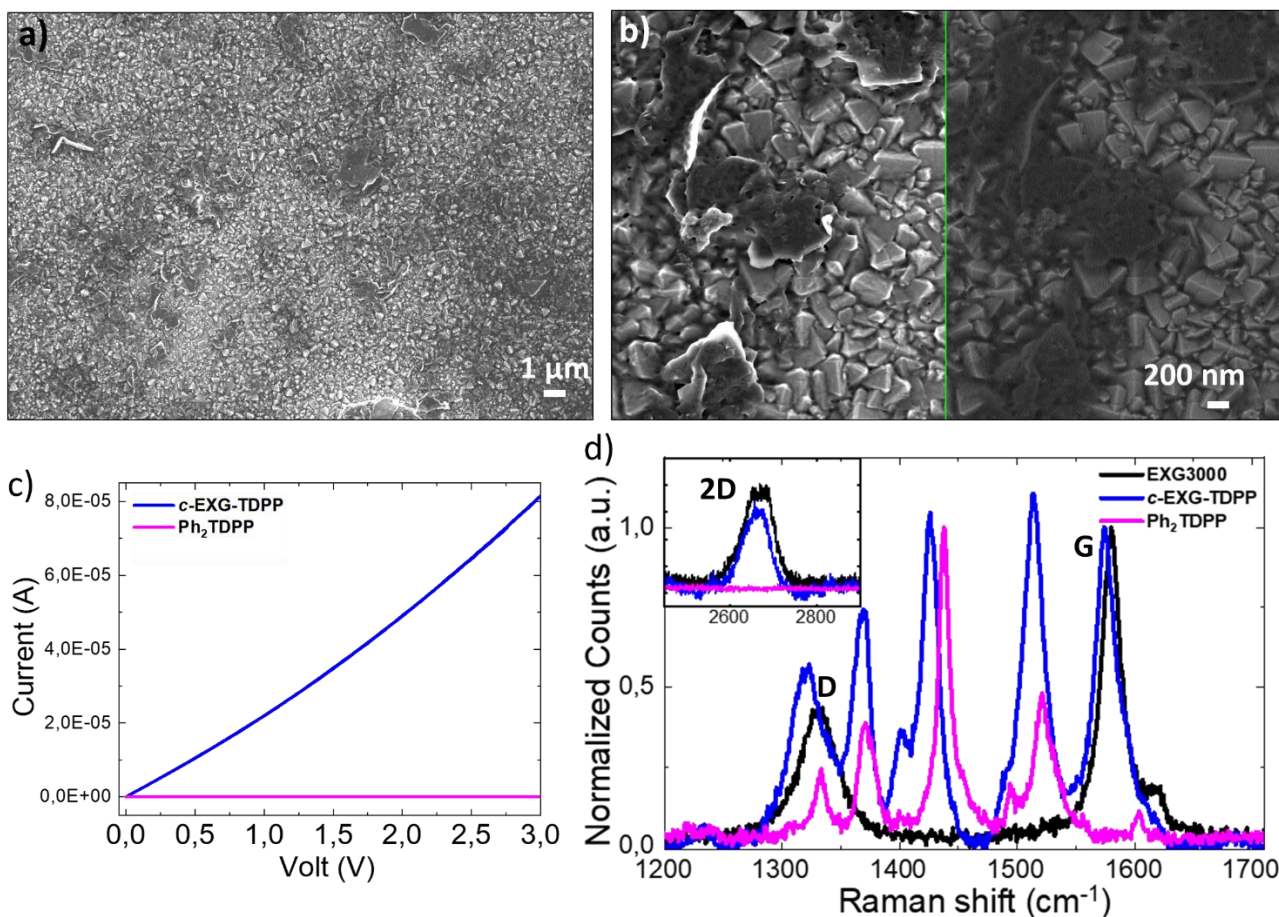 a)
1 µm
b)
200 nm
c)
Current (A)
8,0E-05
6,0E-05
4,0E-05
2,0E-05
0,0E+00
c-EXG-TDPP
Ph₂TDPP
0,0 0,5 1,0 1,5 2,0 2,5 3,0
Volt (V)
d)
Normalized Counts (a.u.)
1,0
0,5
0,0
2D
2600 2800
EXG3000
c-EXG-TDPP
Ph₂TDPP
D
G
1200 1300 1400 1500 1600 1700
Raman shift (cm⁻¹)